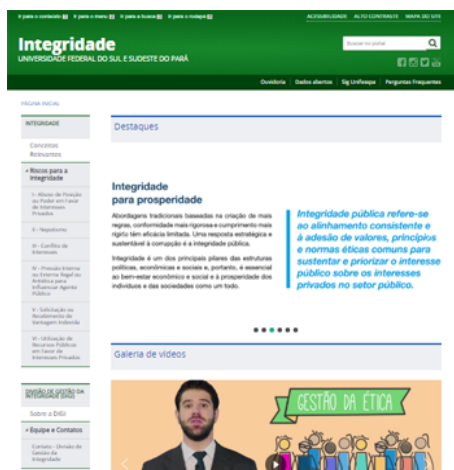 Ir para o conteúdo 1 Ir para o menu 2 Ir para a busca 3 Ir para o rodapé 4
ACESSIBILIDADE ALTO CONTRASTE MAPA DO SITE
Integridade
UNIVERSIDADE FEDERAL DO SUL E SUDESTE DO PARÁ
Buscar no portal
Ouvidoria Dados abertos Sig Unifesspa Perguntas Frequentes
PÁGINA INICIAL
INTEGRIDADE
Conceitos
Relevantes
Riscos para a
Integridade
I - Abuso de Posição
ou Poder em Favor
de Interesses
Privados
II - Nepotismo
III - Conflito de
Interesses
IV - Pressão Interna
ou Externa Ilegal ou
Antiética para
Influenciar Agente
Público
V - Solicitação ou
Recebimento de
Vantagem Indevida
VI - Utilização de
Recursos Públicos
em Favor de
Interesses Privados
DIVISÃO DE GESTÃO DA
INTEGRIDADE (DIGI)
Sobre a DIGI
Equipe e Contatos
Contato - Divisão de
Gestão da
Integridade
Destaques
Integridade
para prosperidade
Abordagens tradicionais baseadas na criação de mais
regras, conformidade mais rigorosa e cumprimento mais
rígido têm eficácia limitada. Uma resposta estratégica e
sustentável à corrupção é a integridade pública.
Integridade é um dos principais pilares das estruturas
políticas, econômicas e sociais e, portanto, é essencial
ao bem-estar econômico e social e à prosperidade dos
indivíduos e das sociedades como um todo.
Integridade pública refere-se
ao alinhamento consistente e
à adesão de valores, princípios
e normas éticas comuns para
sustentar e priorizar o interesse
público sobre os interesses
privados no setor público.
Galeria de vídeos
GESTÃO DA ÉTICA